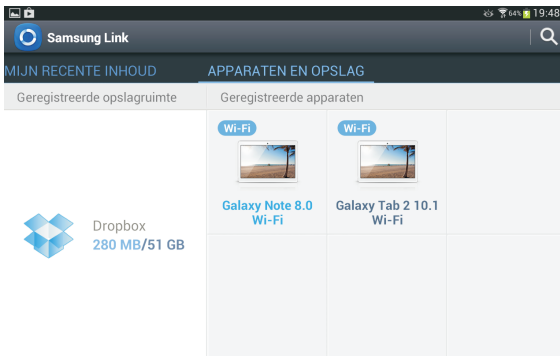 64% 19:48
Samsung Link
MIJN RECENTE INHOUD APPARATEN EN OPSLAG
Geregistreerde opslagruimte Geregistreerde apparaten
Wi-Fi Wi-Fi
Galaxy Note 8.0 Galaxy Tab 2 10.1
Wi-Fi Wi-Fi
Dropbox
280 MB/51 GB